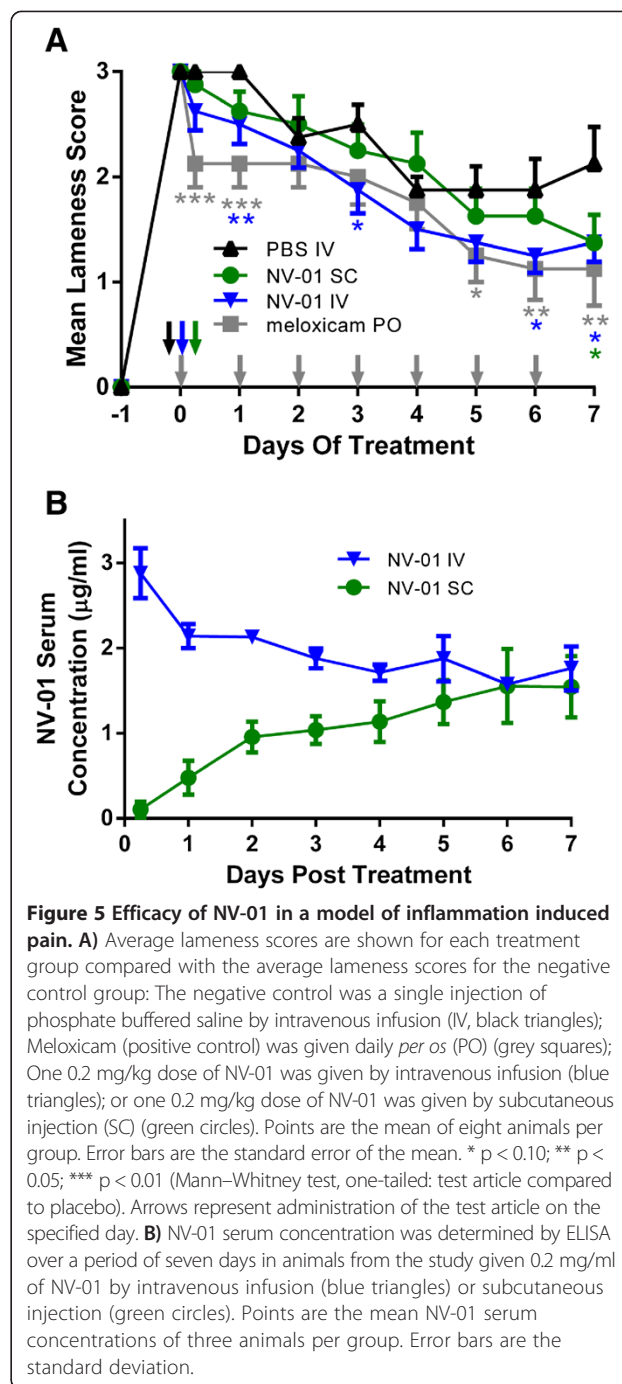 A
3
2
1
0
Mean Lameness Score
***
***
**
*
*
**
*
**
*
*
PBS IV
NV-01 SC
NV-01 IV
meloxicam PO
-1 0 1 2 3 4 5 6 7
Days Of Treatment
B
3
2
1
0
NV-01 Serum
Concentration (μg/ml)
NV-01 IV
NV-01 SC
0 1 2 3 4 5 6 7
Days Post Treatment
Figure 5 Efficacy of NV-01 in a model of inflammation induced
pain. A) Average lameness scores are shown for each treatment
group compared with the average lameness scores for the negative
control group: The negative control was a single injection of
phosphate buffered saline by intravenous infusion (IV, black triangles);
Meloxicam (positive control) was given daily per os (PO) (grey squares);
One 0.2 mg/kg dose of NV-01 was given by intravenous infusion (blue
triangles); or one 0.2 mg/kg dose of NV-01 was given by subcutaneous
injection (SC) (green circles). Points are the mean of eight animals per
group. Error bars are the standard error of the mean. * p < 0.10; ** p <
0.05; *** p < 0.01 (Mann–Whitney test, one-tailed: test article compared
to placebo). Arrows represent administration of the test article on the
specified day. B) NV-01 serum concentration was determined by ELISA
over a period of seven days in animals from the study given 0.2 mg/ml
of NV-01 by intravenous infusion (blue triangles) or subcutaneous
injection (green circles). Points are the mean NV-01 serum
concentrations of three animals per group. Error bars are the
standard deviation.